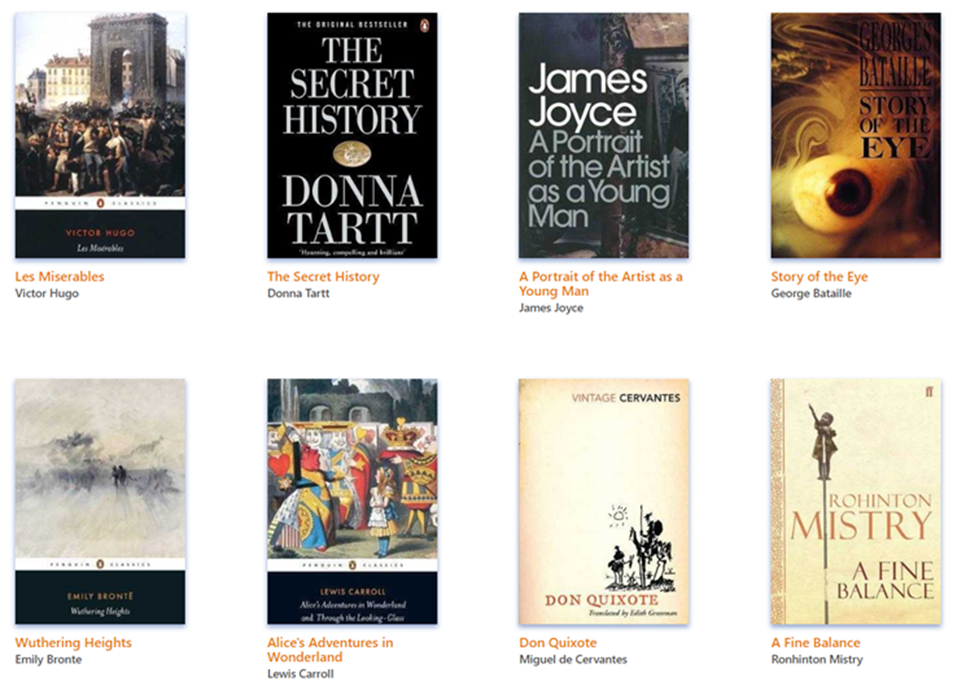 PENGUIN CLASSICS
VICTOR HUGO
Les Misérables
Les Miserables
Victor Hugo
THE ORIGINAL BESTSELLER
THE
SECRET
HISTORY
DONNA
TARTT
'Haunting, compelling and brilliant'
The Secret History
Donna Tartt
James
Joyce
A Portrait
of the Artist
as a Young
Man
A Portrait of the Artist as a
Young Man
James Joyce
GEORGES
BATAILLE
STORY
OF THE
EYE
Story of the Eye
George Bataille
PENGUIN CLASSICS
EMILY BRONTË
Wuthering Heights
Wuthering Heights
Emily Bronte
PENGUIN CLASSICS
LEWIS CARROLL
Alice's Adventures in Wonderland
and Through the Looking-Glass
Alice's Adventures in
Wonderland
Lewis Carroll
VINTAGE CERVANTES
DON QUIXOTE
Translated by Edith Grossman
Don Quixote
Miguel de Cervantes
ff
ROHINTON
MISTRY
A FINE
BALANCE
A Fine Balance
Ronhinton Mistry